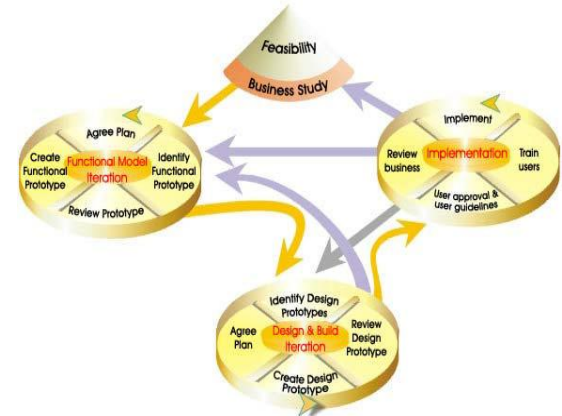 Feasibility
Business Study
Agree Plan
Create
Functional
Prototype
Functional Model
Iteration
Identify
Functional
Prototype
Review Prototype
Implement
Review
business
Implementation
Train
users
User approval &
user guidelines
Identify Design
Prototypes
Agree
Plan
Design & Build
Iteration
Review
Design
Prototype
Create Design
Prototype